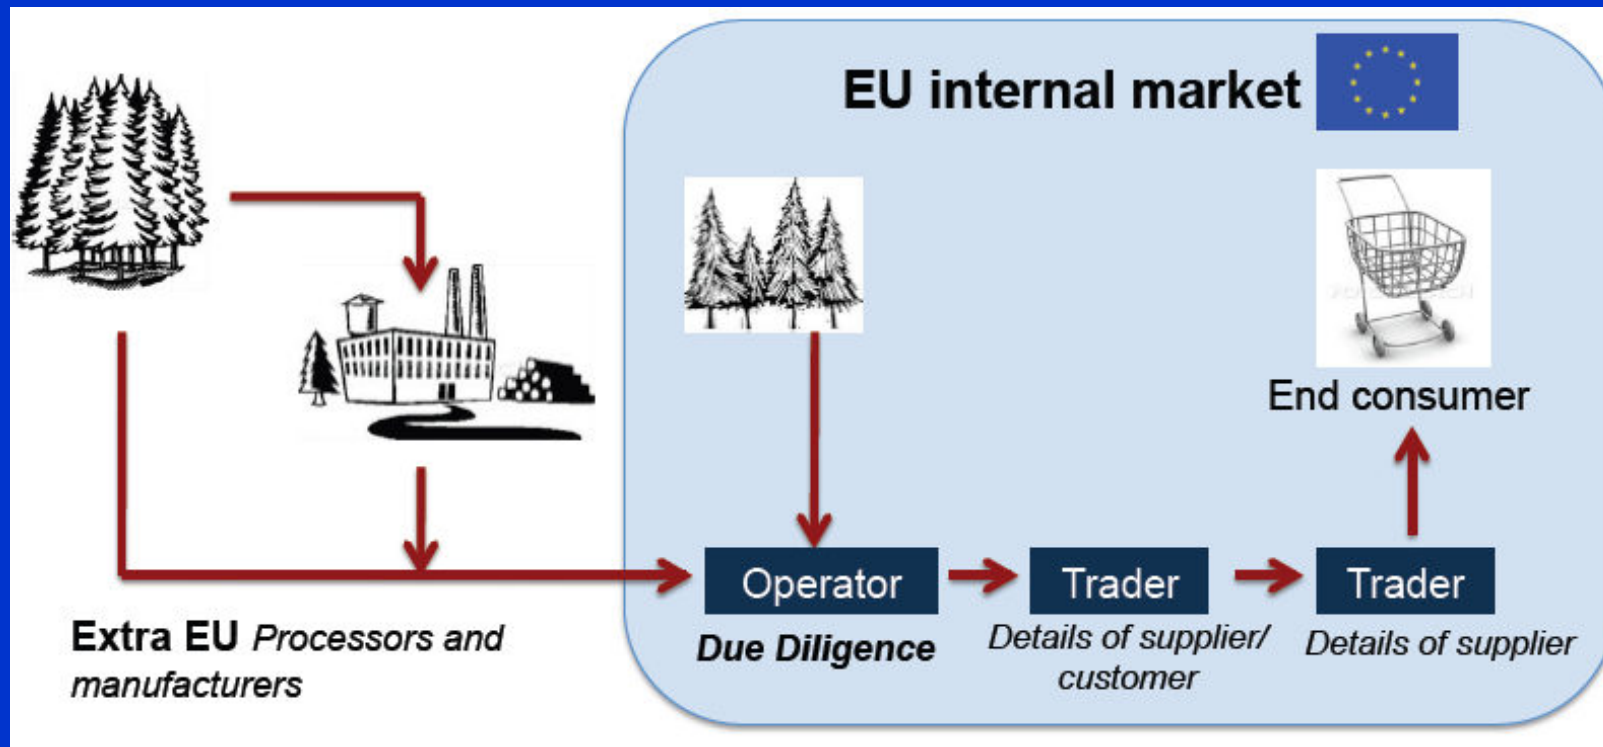 EU internal market
End consumer
Operator
Trader
Trader
Extra EU Processors and
manufacturers
Due Diligence
Details of supplier/
customer
Details of supplier